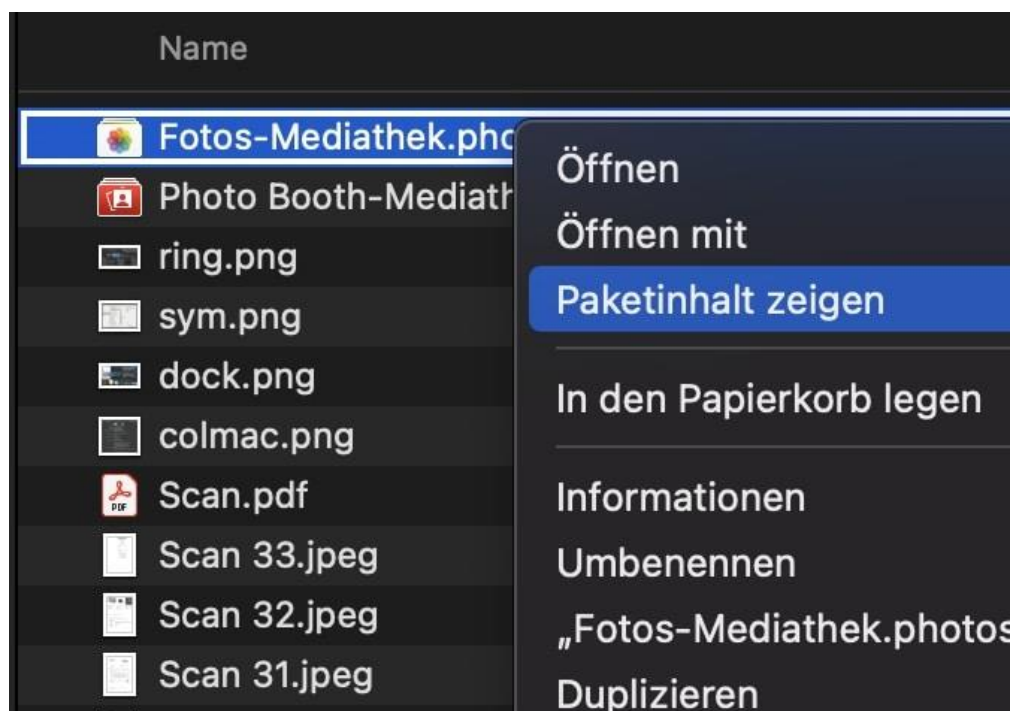 Name
Fotos-Mediathek.pho
Photo Booth-Mediath
ring.png
sym.png
dock.png
colmac.png
Scan.pdf
Scan 33.jpeg
Scan 32.jpeg
Scan 31.jpeg
Öffnen
Öffnen mit
Paketinhalt zeigen
In den Papierkorb legen
Informationen
Umbenennen
„Fotos-Mediathek.photos
Duplizieren
PDF